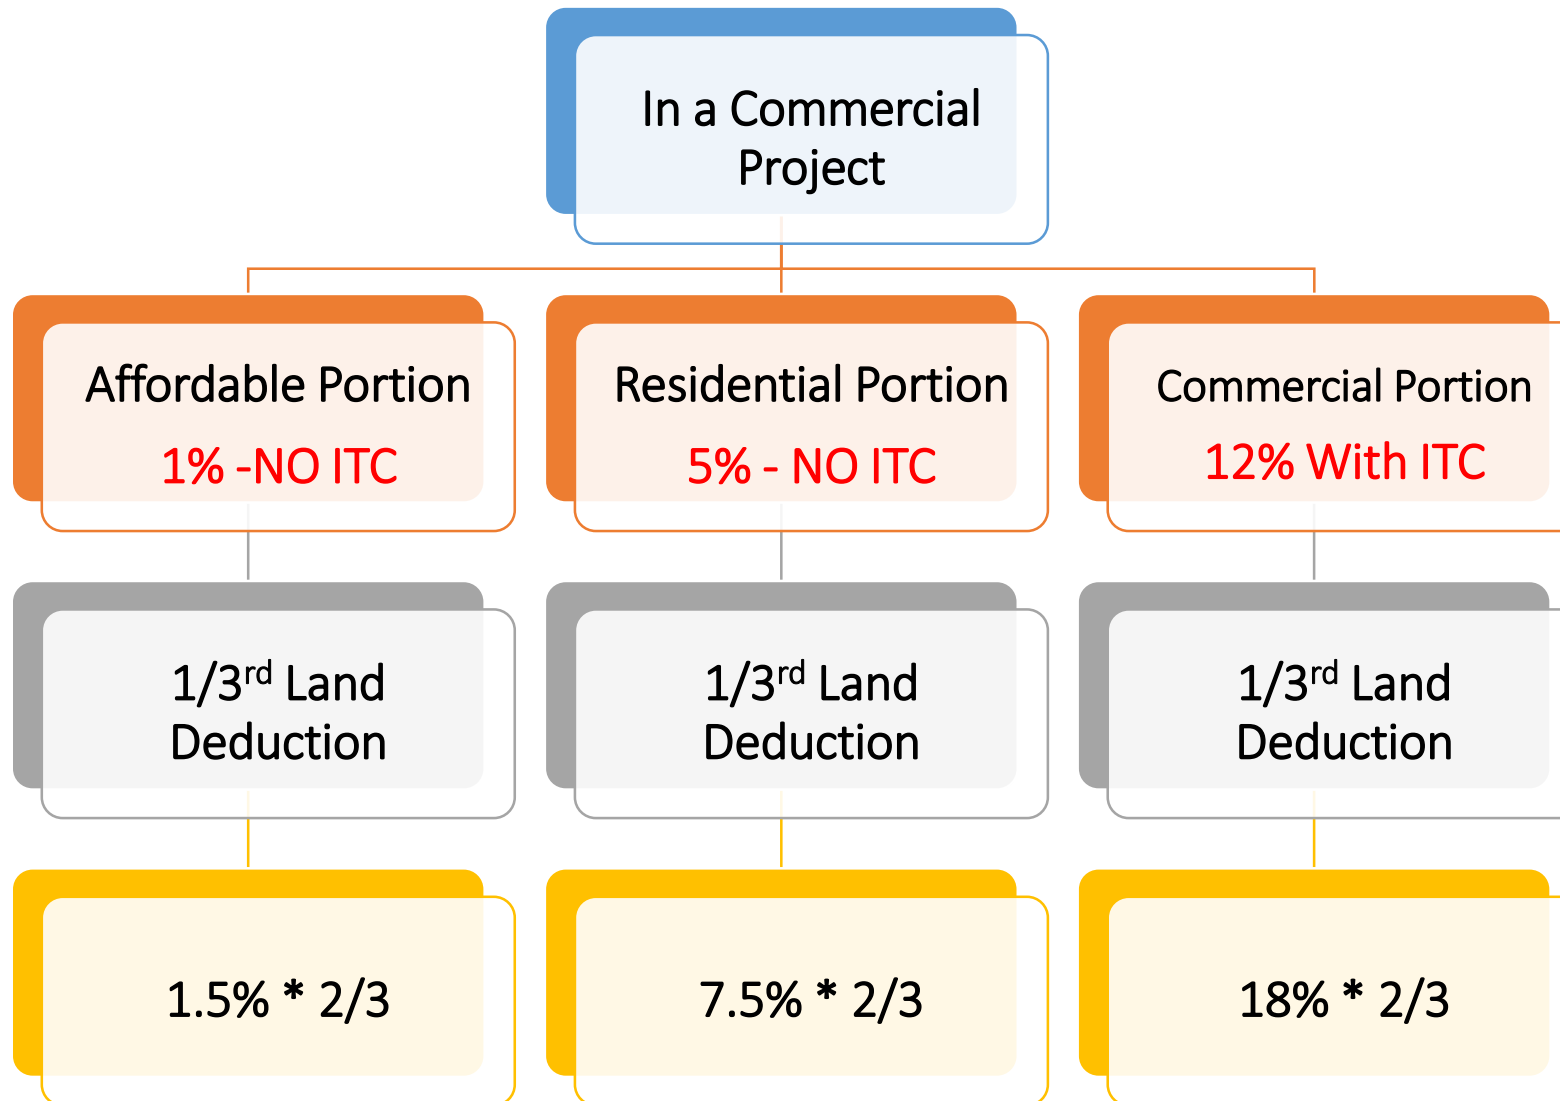 In a Commercial
Project
Affordable Portion
1% -NO ITC
Residential Portion
5% - NO ITC
Commercial Portion
12% With ITC
1/3rd Land
Deduction
1/3rd Land
Deduction
1/3rd Land
Deduction
1.5% * 2/3
7.5% * 2/3
18% * 2/3